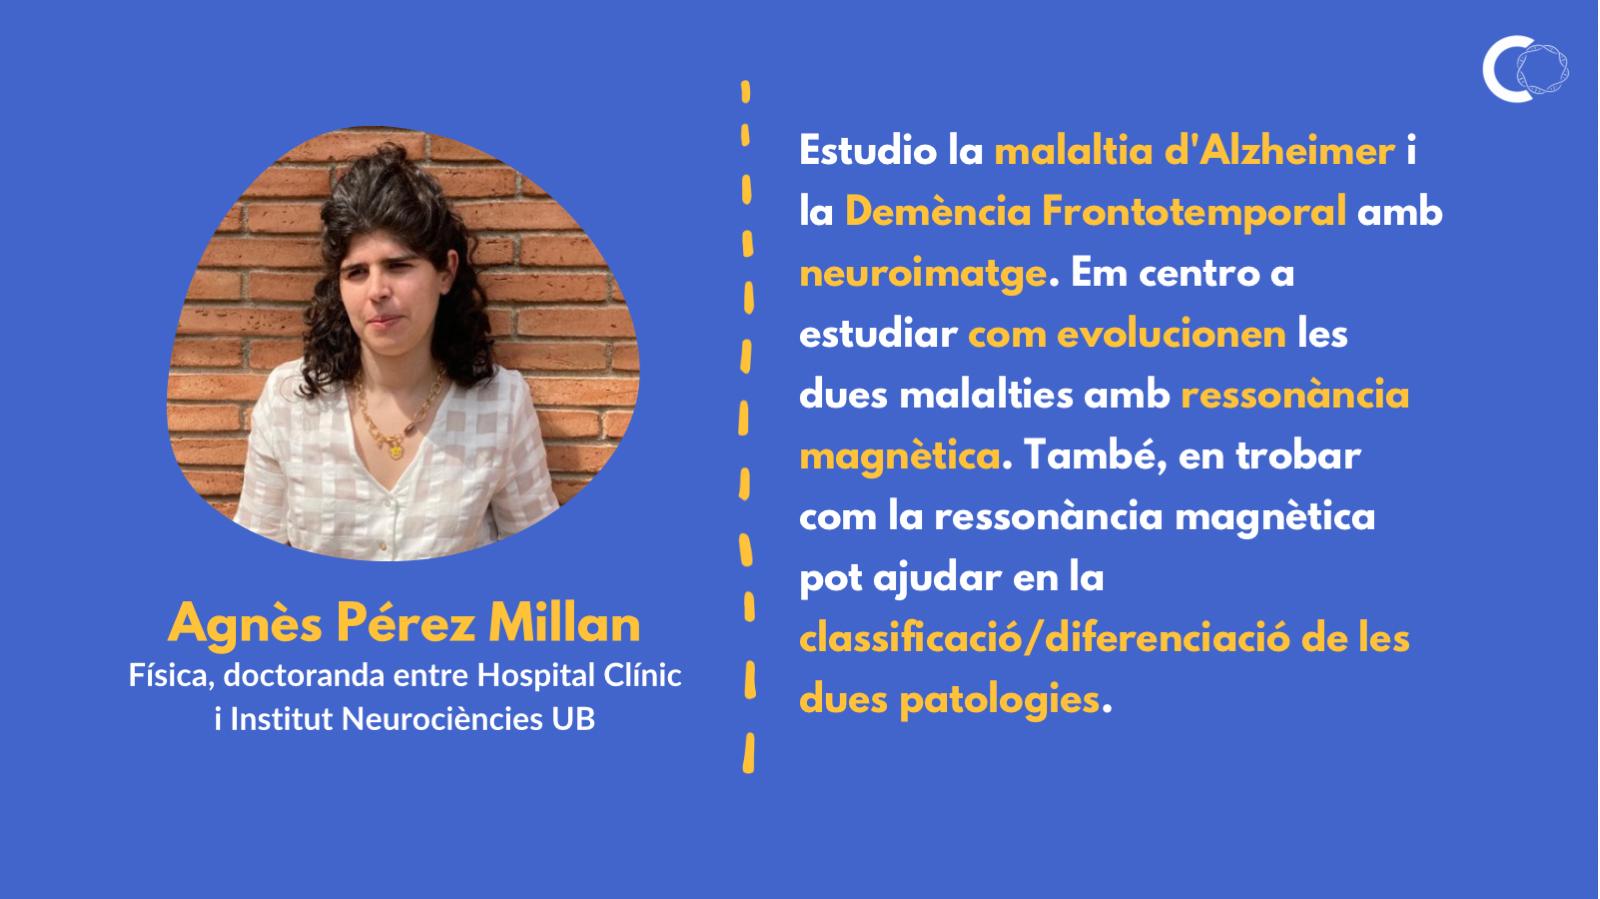 Agnès Pérez Millan
Física, doctoranda entre Hospital Clínic
i Institut Neurociències UB
Estudio la malaltia d'Alzheimer i
la Demència Frontotemporal amb
neuroimatge. Em centro a
estudiar com evolucionen les
dues malalties amb ressonància
magnètica. També, en trobar
com la ressonància magnètica
pot ajudar en la
classificació/diferenciació de les
dues patologies.